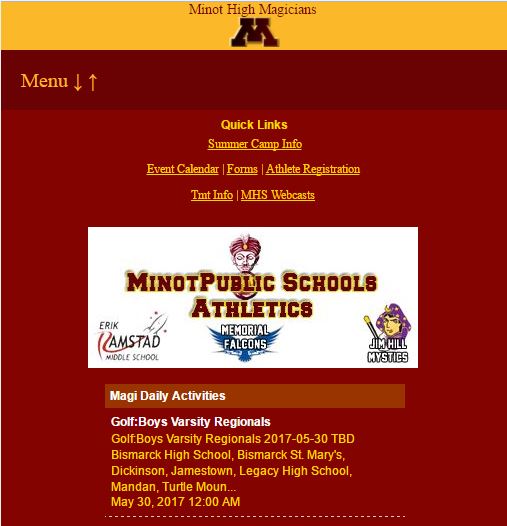 Minot High Magicians
M
Menu ↓↑
Quick Links
Summer Camp Info
Event Calendar | Forms | Athlete Registration
Tmt Info | MHS Webcasts
MinotPublic Schools
Athletics
ERIK
RAMSTAD
MIDDLE SCHOOL
MEMORIAL
FALCONS
JIM HILL
MYSTICS
Magi Daily Activities
Golf:Boys Varsity Regionals
Golf:Boys Varsity Regionals 2017-05-30 TBD
Bismarck High School, Bismarck St. Mary's,
Dickinson, Jamestown, Legacy High School,
Mandan, Turtle Moun...
May 30, 2017 12:00 AM